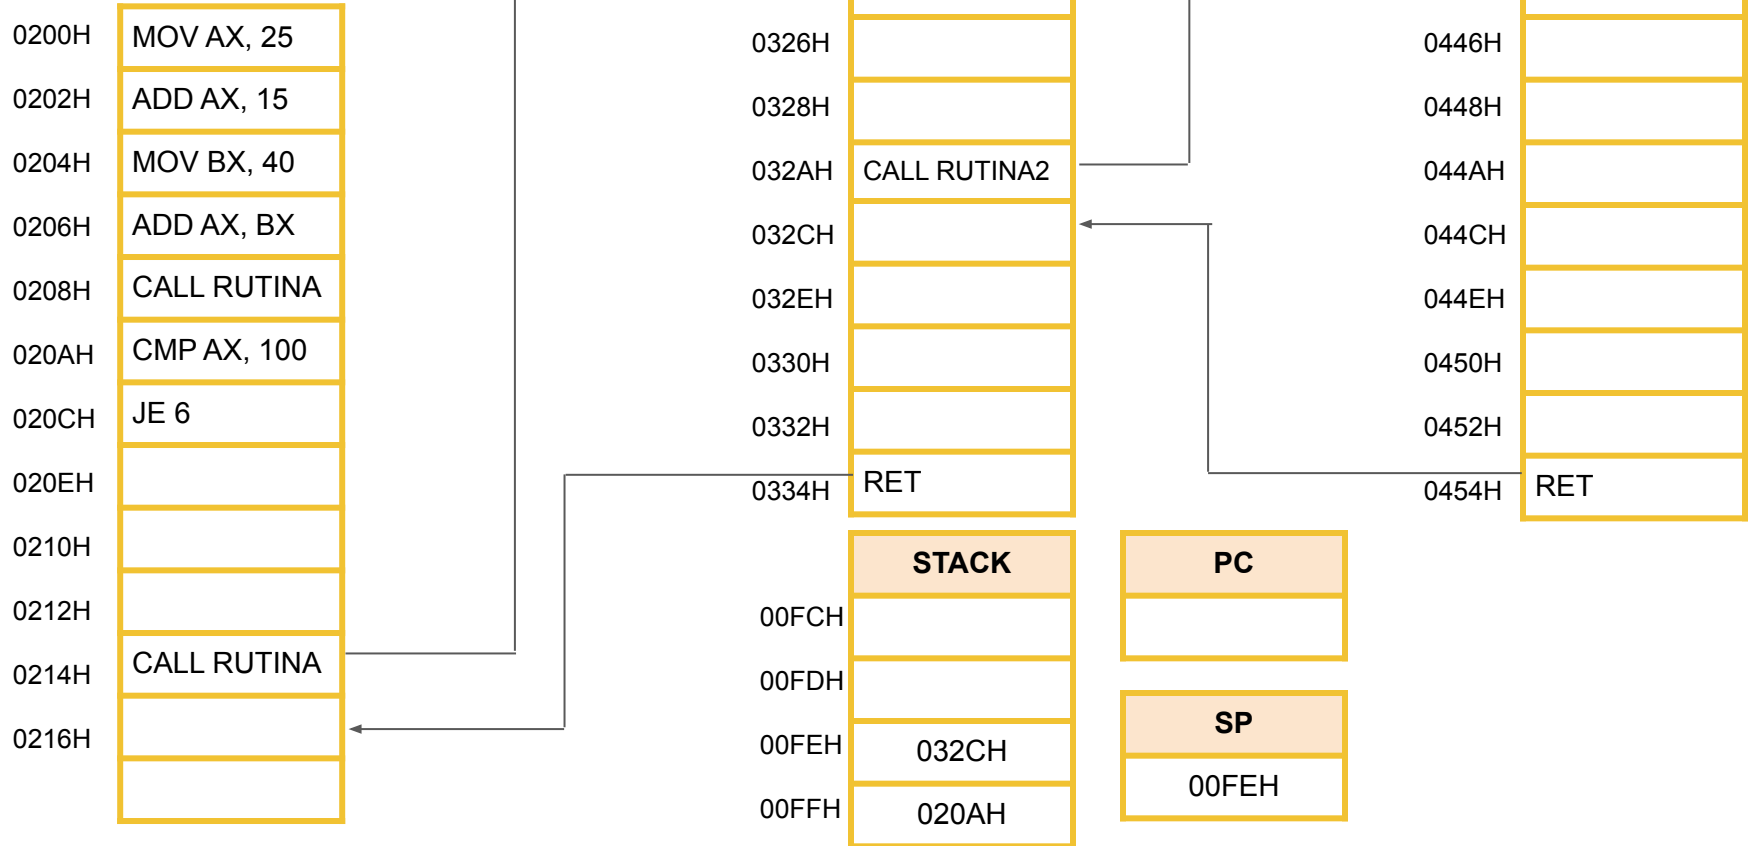 0200H MOV AX, 25
0202H ADD AX, 15
0204H MOV BX, 40
0206H ADD AX, BX
0208H CALL RUTINA
020AH CMP AX, 100
020CH JE 6
020EH
0210H
0212H
0214H CALL RUTINA
0216H
0326H
0328H
032AH CALL RUTINA2
032CH
032EH
0330H
0332H
0334H RET
0446H
0448H
044AH
044CH
044EH
0450H
0452H
0454H RET
STACK
00FCH
00FDH
00FEH 032CH
00FFH 020AH
PC
SP
00FEH